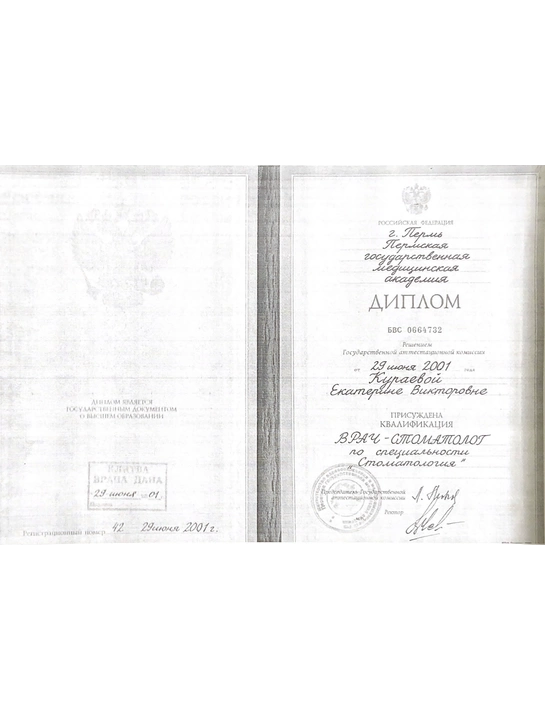 ДИПЛОМ ЯВЛЯЕТСЯ
ГОСУДАРСТВЕННЫМ ДОКУМЕНТОМ
О ВЫСШЕМ ОБРАЗОВАНИИ
КЛЯТВА
ВРАЧА ДАНА
29 июня 01
Регистрационный номер 42 29 июня 2001 г.
РОССИЙСКАЯ ФЕДЕРАЦИЯ
г. Пермь
Пермская
государственная
медицинская
академия
ДИПЛОМ
БВС 0664732
Решением
Государственной аттестационной комиссии
от 29 июня 2001 года
Кураевой
Екатерине Викторовне
ПРИСУЖДЕНА
КВАЛИФИКАЦИЯ
ВРАЧ-СТОМАТОЛОГ
по специальности
"Стоматология"
Председатель Государственной
аттестационной комиссии
Ректор